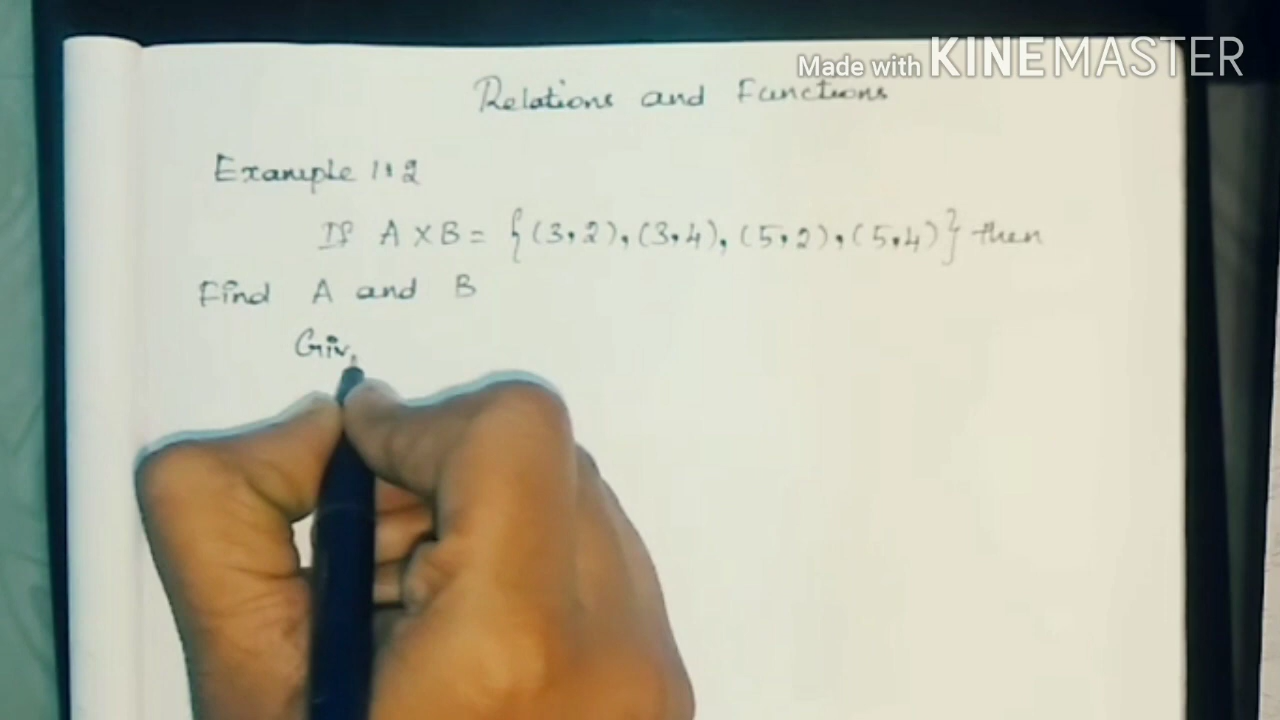 Made with KINEMASTER
Relations and Functions
Example 1.2
If A × B = {(3,2), (3,4), (5,2), (5,4)} then
Find A and B
Giv